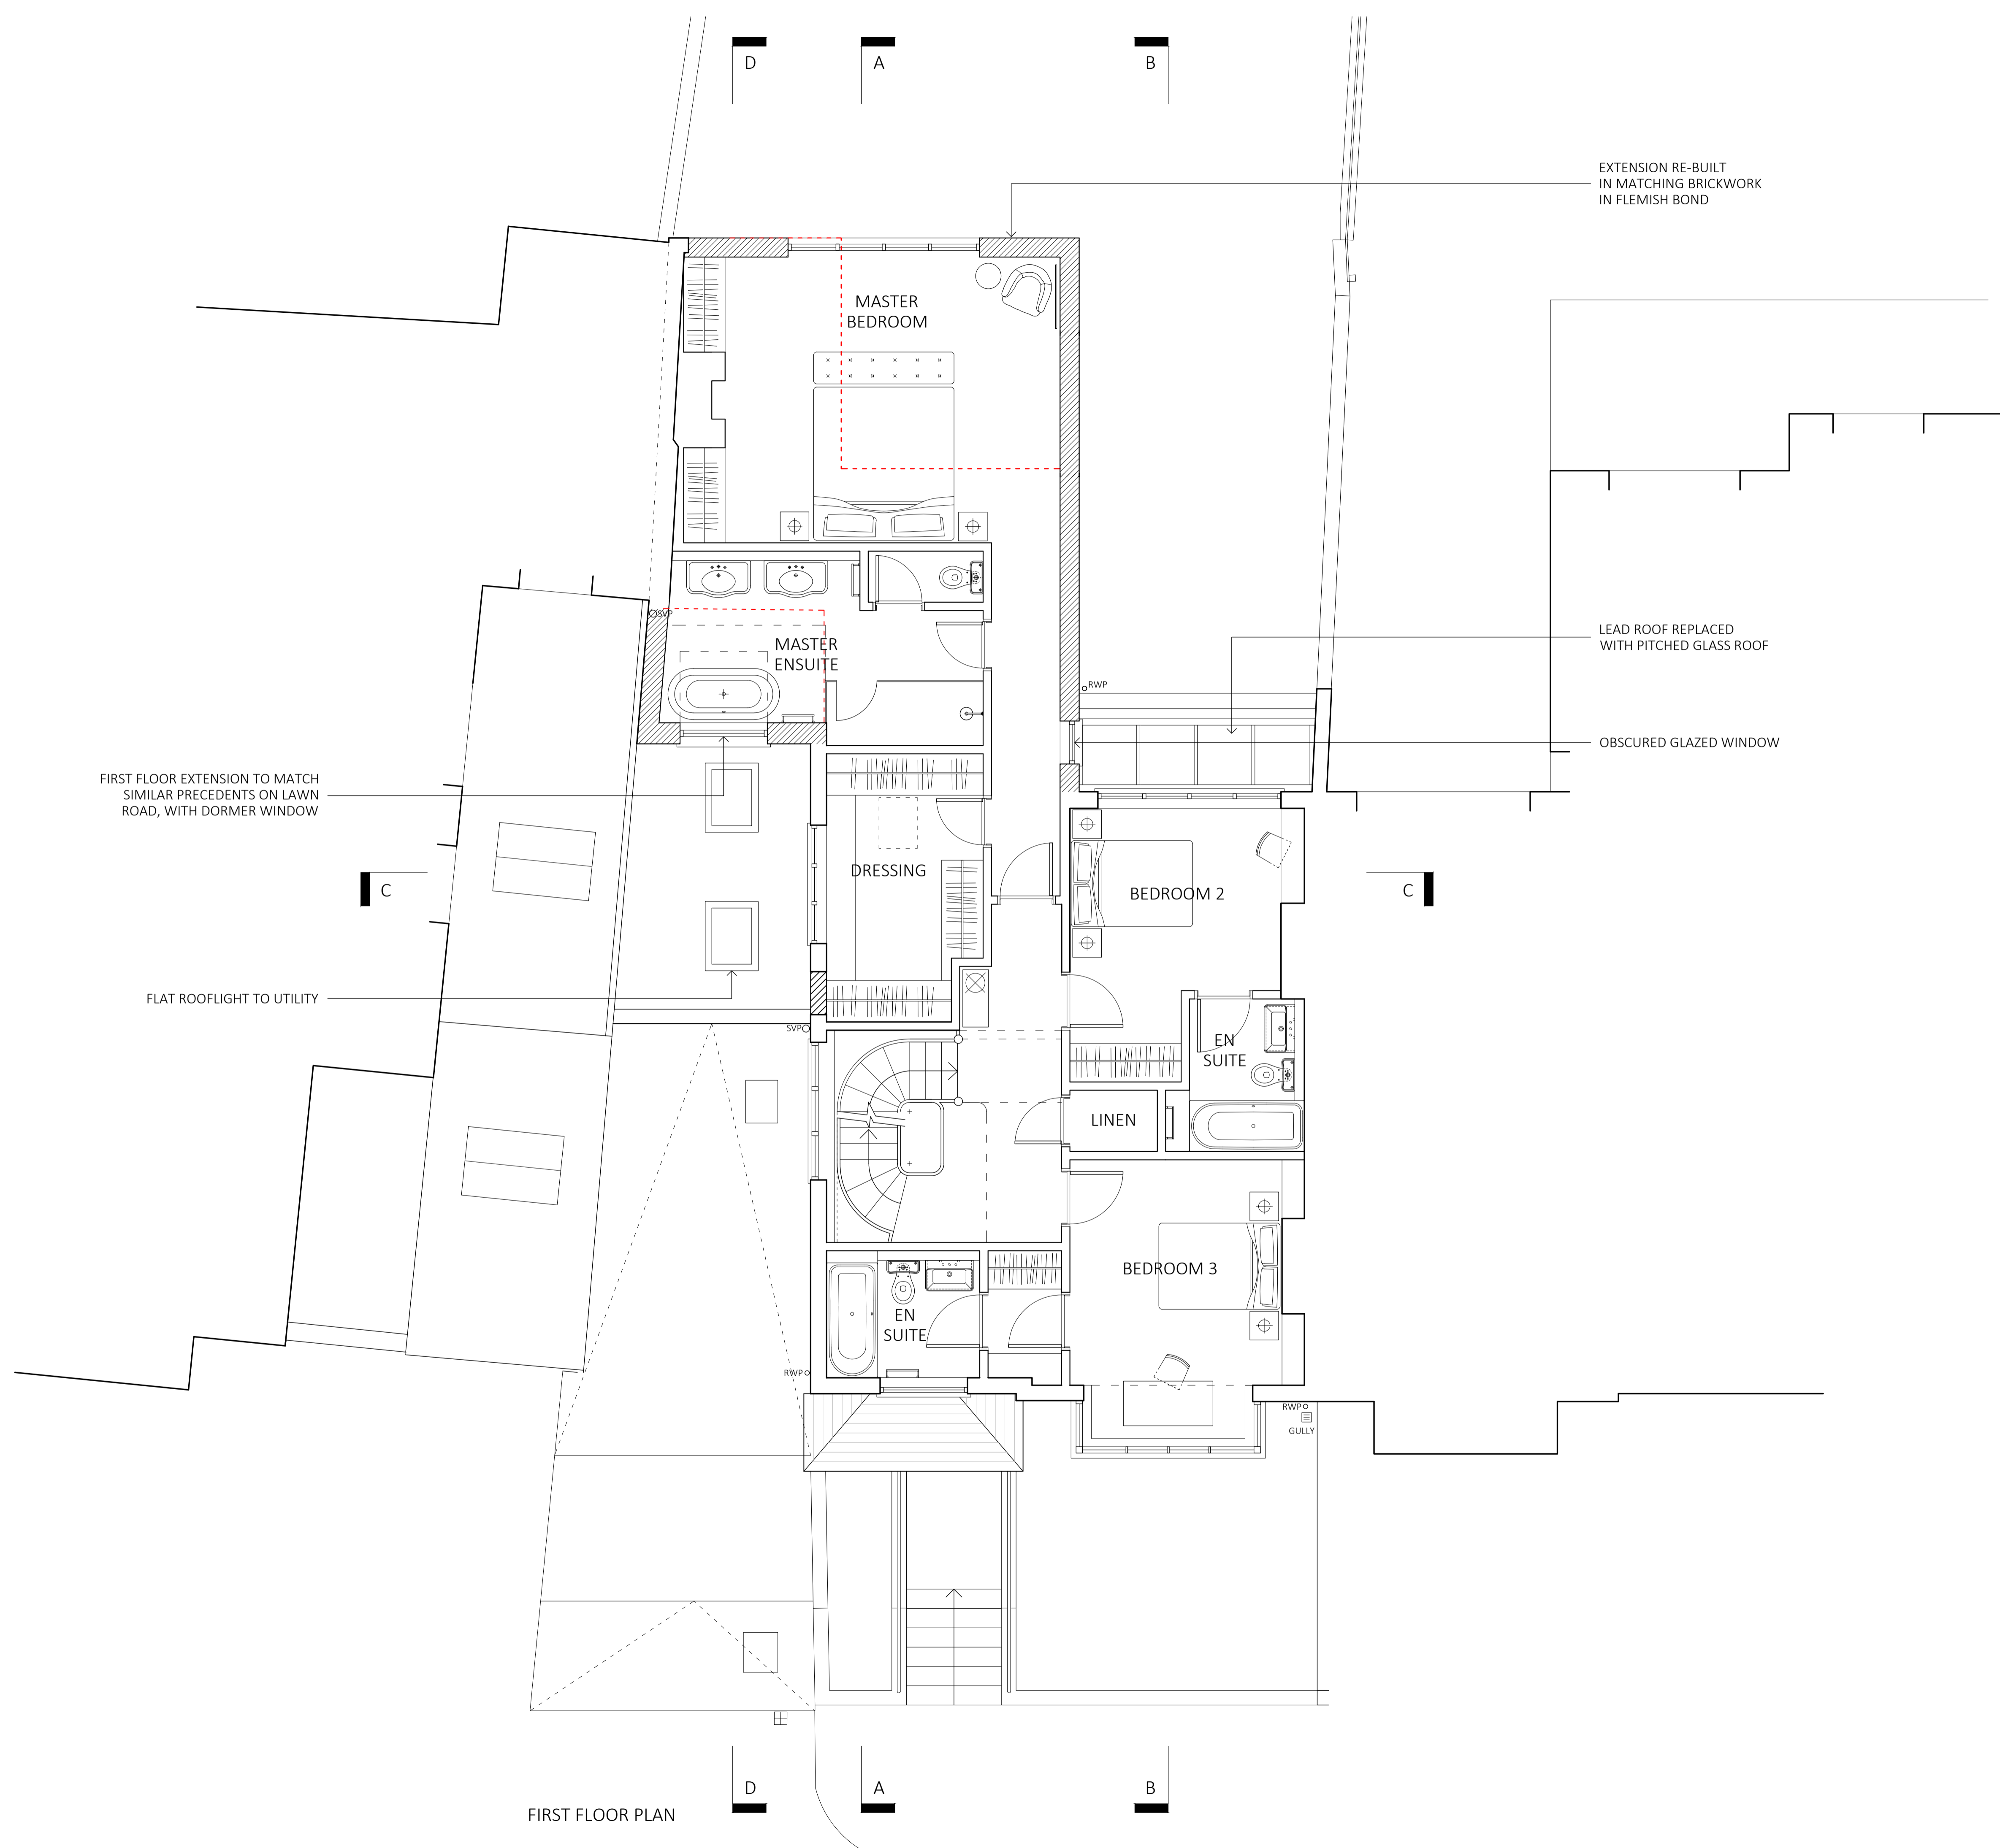 D
A
B
EXTENSION RE-BUILT
IN MATCHING BRICKWORK
IN FLEMISH BOND
MASTER
BEDROOM
SVP
MASTER
ENSUITE
LEAD ROOF REPLACED
WITH PITCHED GLASS ROOF
RWP
OBSCURED GLAZED WINDOW
FIRST FLOOR EXTENSION TO MATCH
SIMILAR PRECEDENTS ON LAWN
ROAD, WITH DORMER WINDOW
DRESSING
BEDROOM 2
C
C
FLAT ROOFLIGHT TO UTILITY
SVP
EN
SUITE
LINEN
BEDROOM 3
EN
SUITE
RWP
RWP
GULLY
D
A
B
FIRST FLOOR PLAN